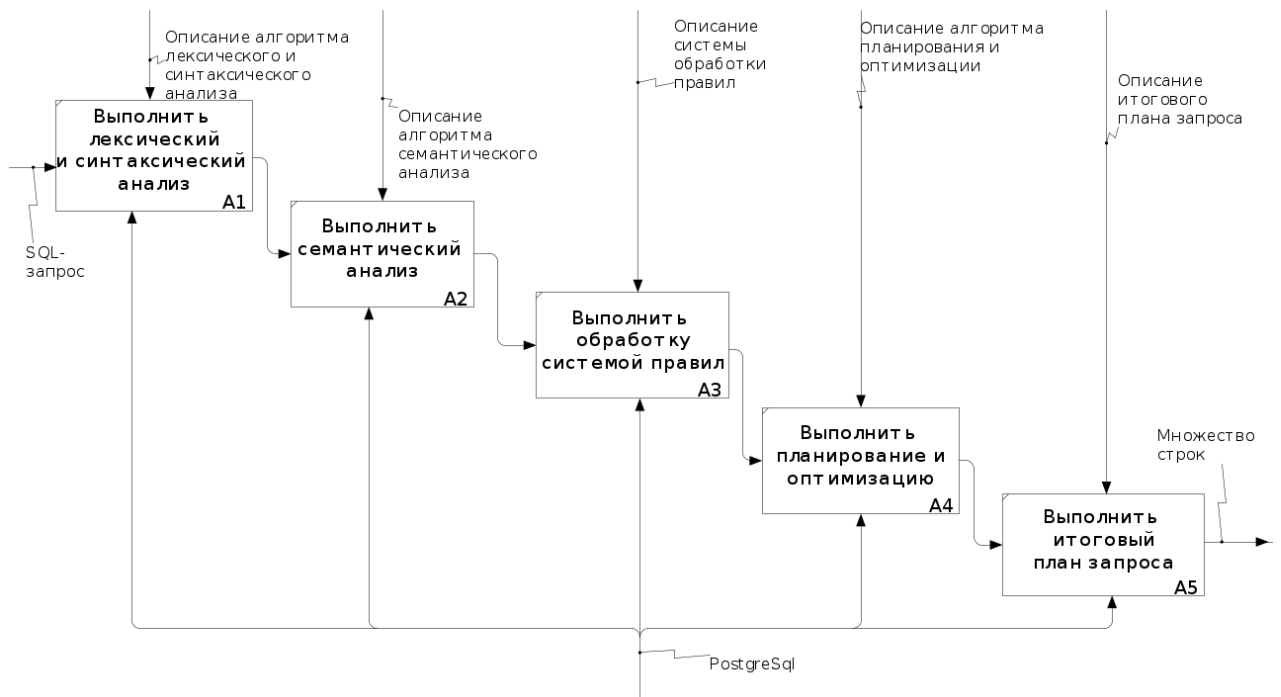 Описание алгоритма
лексического и
синтаксического
анализа
Описание
алгоритма
семантического
анализа
Описание
системы
обработки
правил
Описание алгоритма
планирования и
оптимизации
Описание
итогового
плана запроса
SQL-
запрос
Выполнить
лексический
и синтаксический
анализ
A1
Выполнить
семантический
анализ
A2
Выполнить
обработку
системой правил
A3
Выполнить
планирование и
оптимизацию
A4
Выполнить
итоговый
план запроса
A5
Множество
строк
PostgreSql